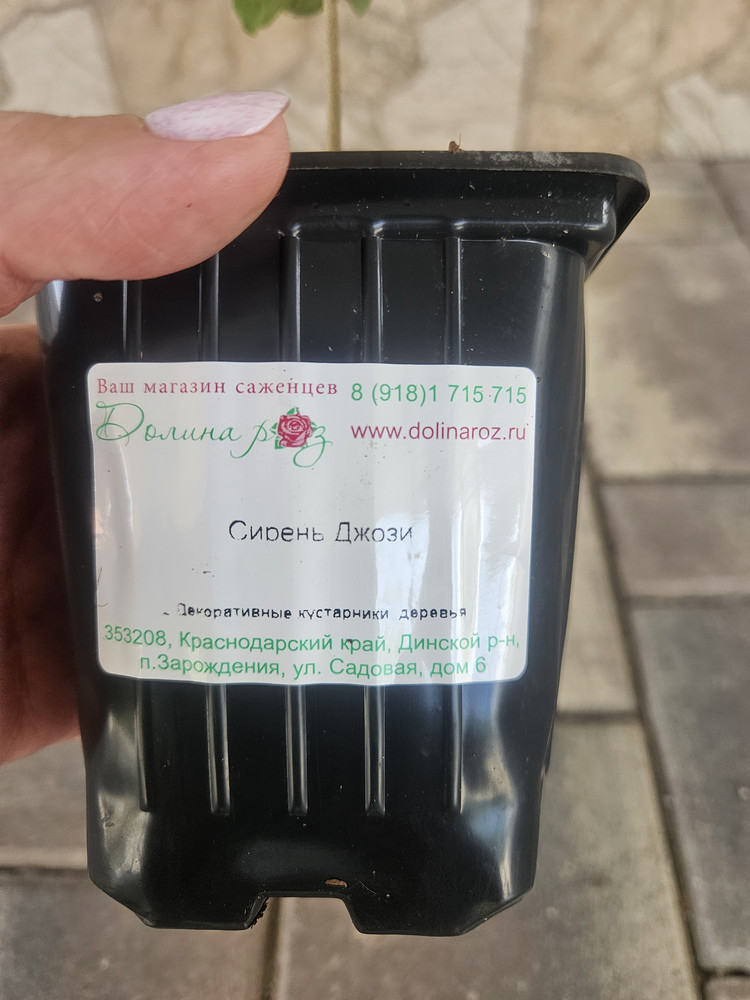 Ваш магазин саженцев 8 (918)1 715-715
Долина роз www.dolinaroz.ru
Сирень Джози
Декоративные кустарники деревья
353208, Краснодарский край, Динской р-н,
п.Зарождения, ул. Садовая, дом 6